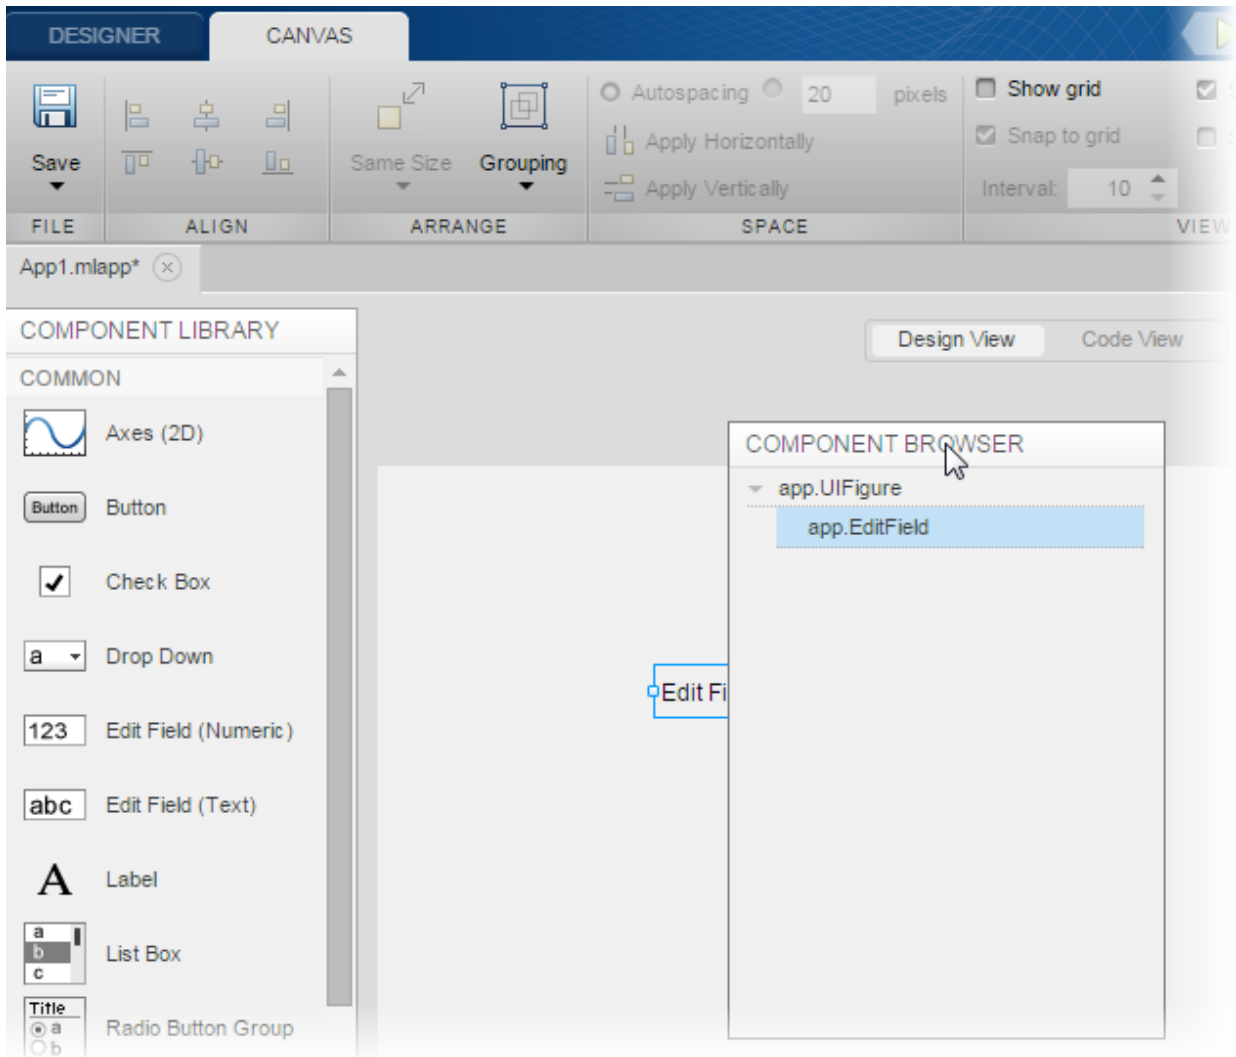 DESIGNER CANVAS
Autospacing 20 pixels Show grid
Apply Horizontally Snap to grid
Save Same Size Grouping
Apply Vertically Interval: 10
FILE ALIGN ARRANGE SPACE VIEW
App1.mlapp*
COMPONENT LIBRARY
Design View Code View
COMMON
Axes (2D)
COMPONENT BROWSER
app.UIFigure
Button Button
app.EditField
Check Box
a Drop Down
Edit Fi
123 Edit Field (Numeric)
abc Edit Field (Text)
A Label
a
b List Box
c
Title
a Radio Button Group
b